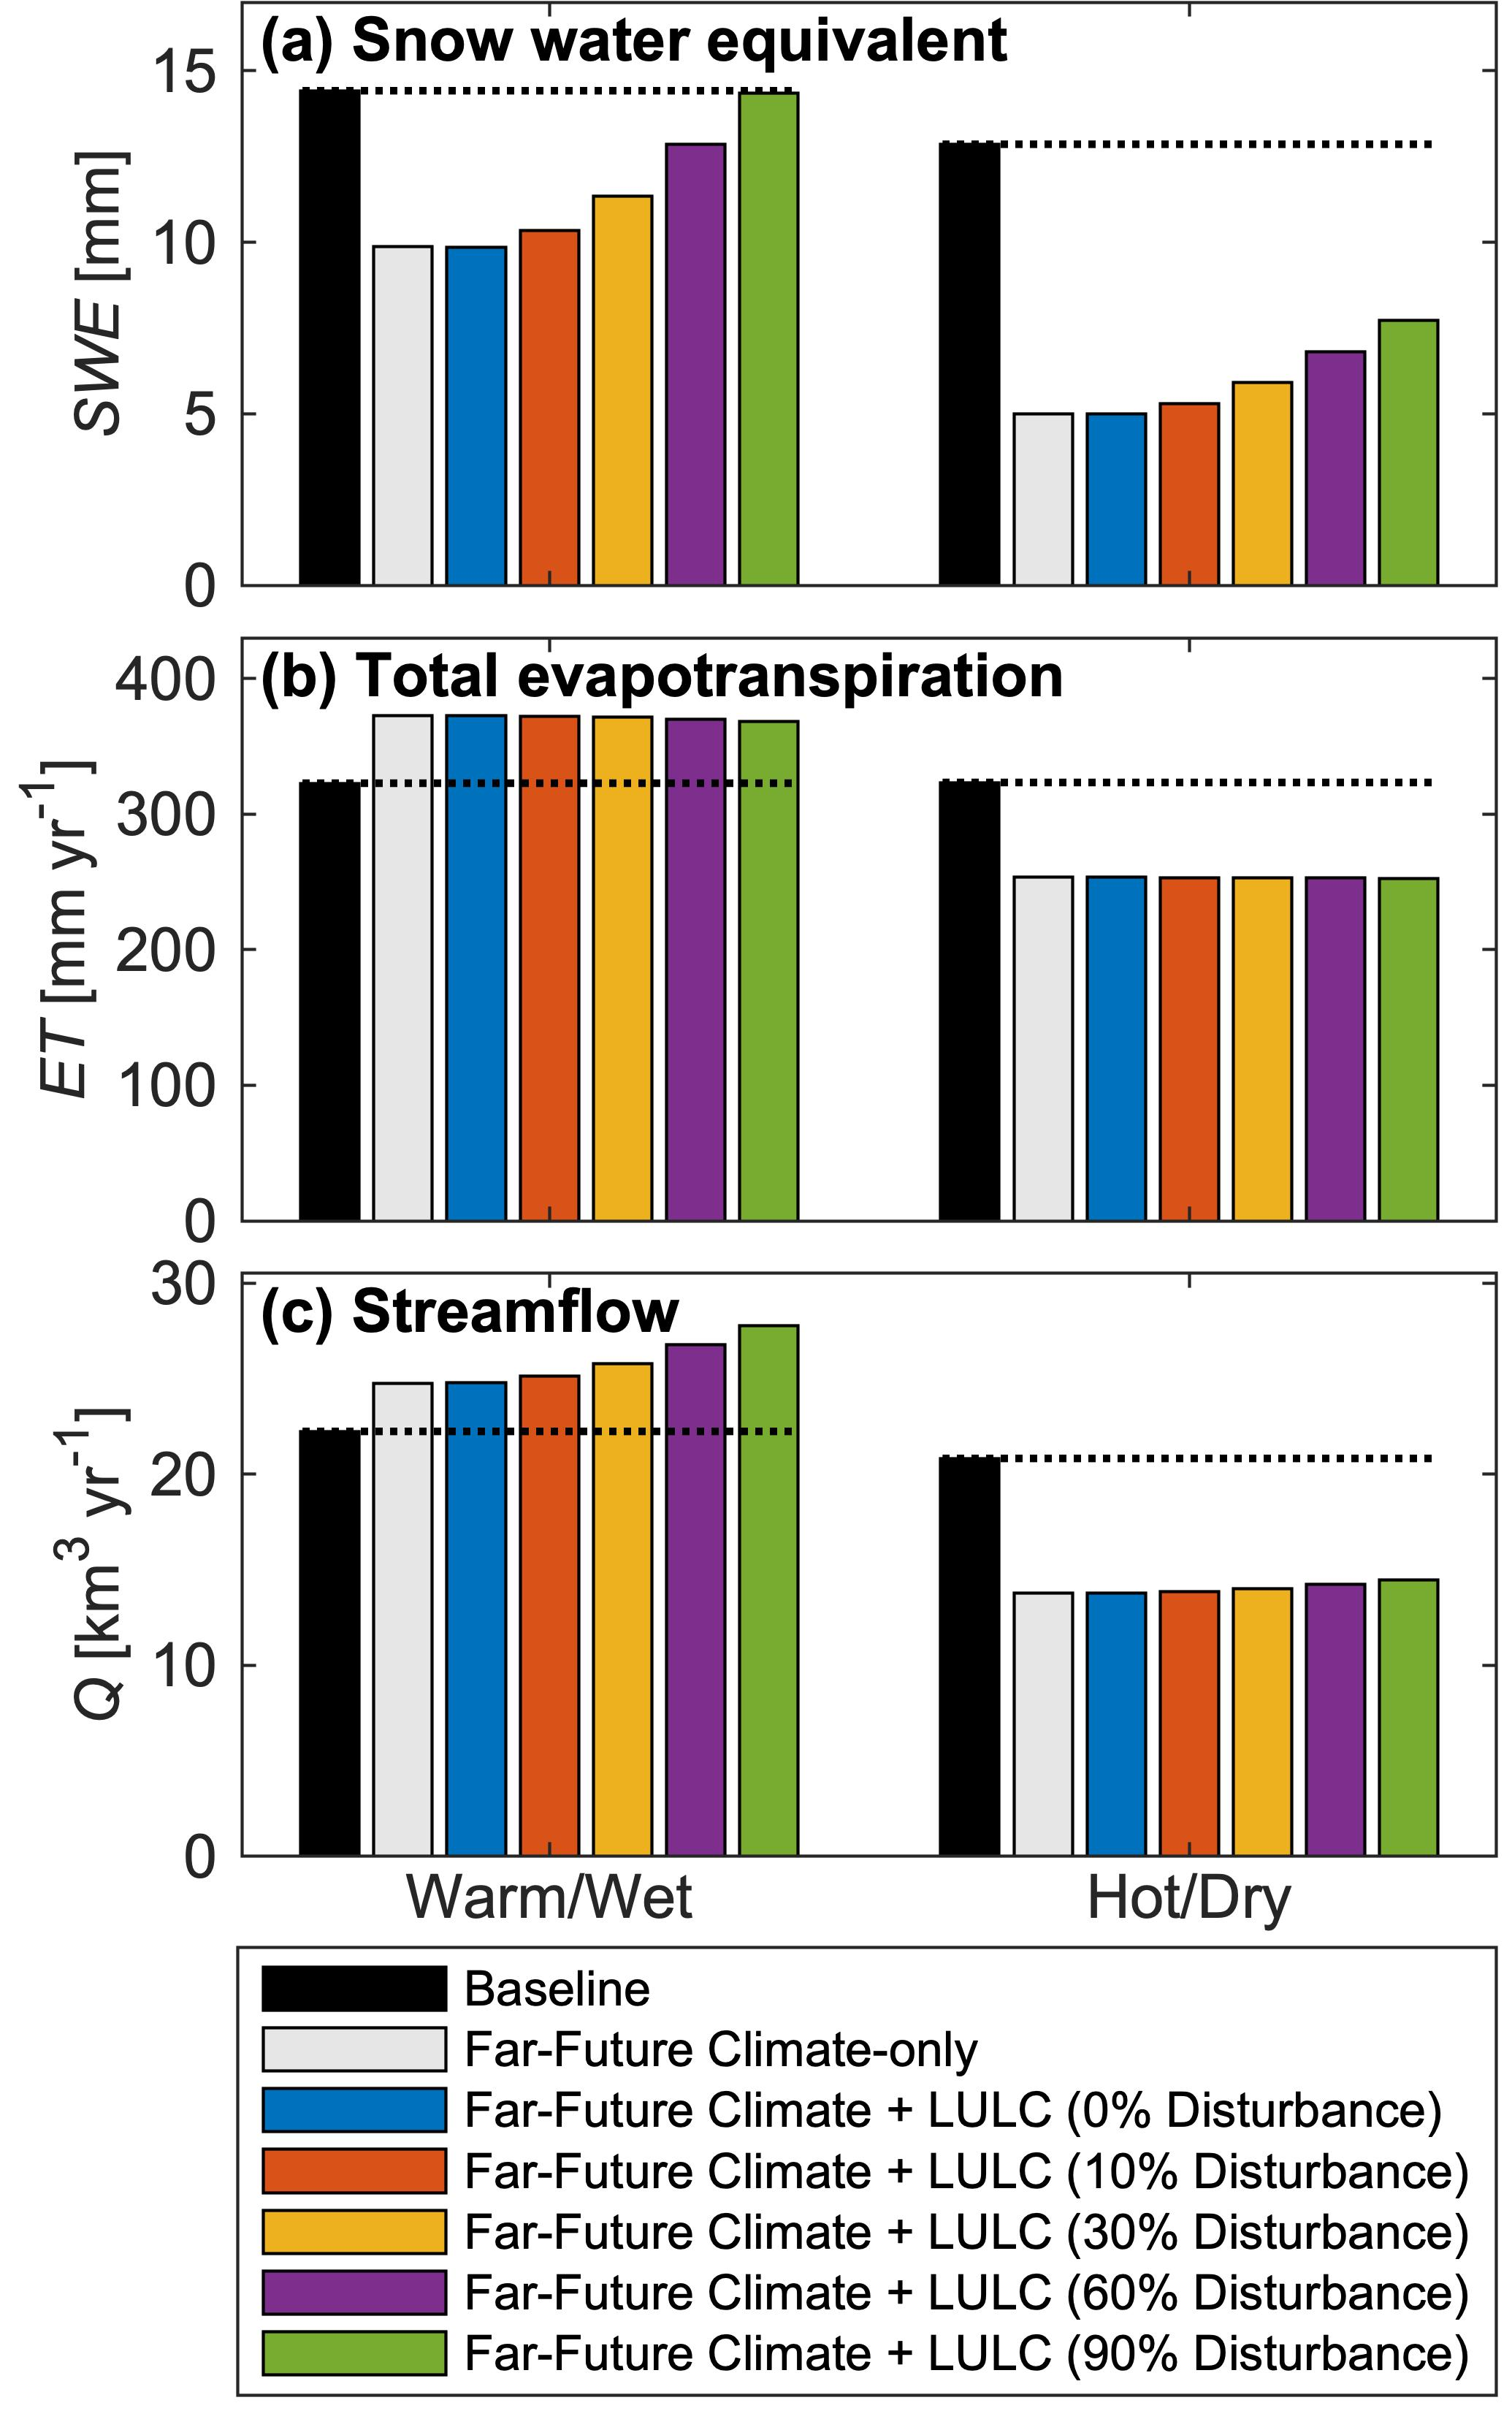 (a) Snow water equivalent
SWE [mm]
15
10
5
0
(b) Total evapotranspiration
ET [mm yr-1]
400
300
200
100
0
(c) Streamflow
Q [km3 yr-1]
30
20
10
0
Warm/Wet
Hot/Dry
Baseline
Far-Future Climate-only
Far-Future Climate + LULC (0% Disturbance)
Far-Future Climate + LULC (10% Disturbance)
Far-Future Climate + LULC (30% Disturbance)
Far-Future Climate + LULC (60% Disturbance)
Far-Future Climate + LULC (90% Disturbance)